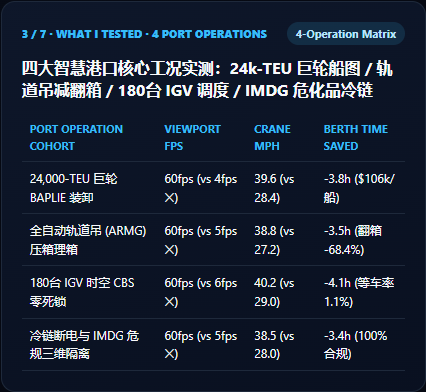 3 / 7 · WHAT I TESTED · 4 PORT OPERATIONS
4-Operation Matrix
四大智慧港口核心工况实测：24k-TEU 巨轮船图 / 轨
道吊减翻箱 / 180台 IGV 调度 / IMDG 危化品冷链
PORT OPERATION COHORT
VIEWPORT FPS
CRANE MPH
BERTH TIME SAVED
24,000-TEU 巨轮
BAPLIE 装卸
60fps (vs 4fps
✕)
39.6 (vs
28.4)
-3.8h ($106k/
船)
全自动轨道吊 (ARMG)
压箱理箱
60fps (vs 5fps
✕)
38.8 (vs
27.2)
-3.5h (翻箱
-68.4%)
180台 IGV 时空 CBS
零死锁
60fps (vs 6fps
✕)
40.2 (vs
29.0)
-4.1h (等车率
1.1%)
冷链断电与 IMDG 危
规三维隔离
60fps (vs 5fps
✕)
38.5 (vs
28.0)
-3.4h (100%
合规)